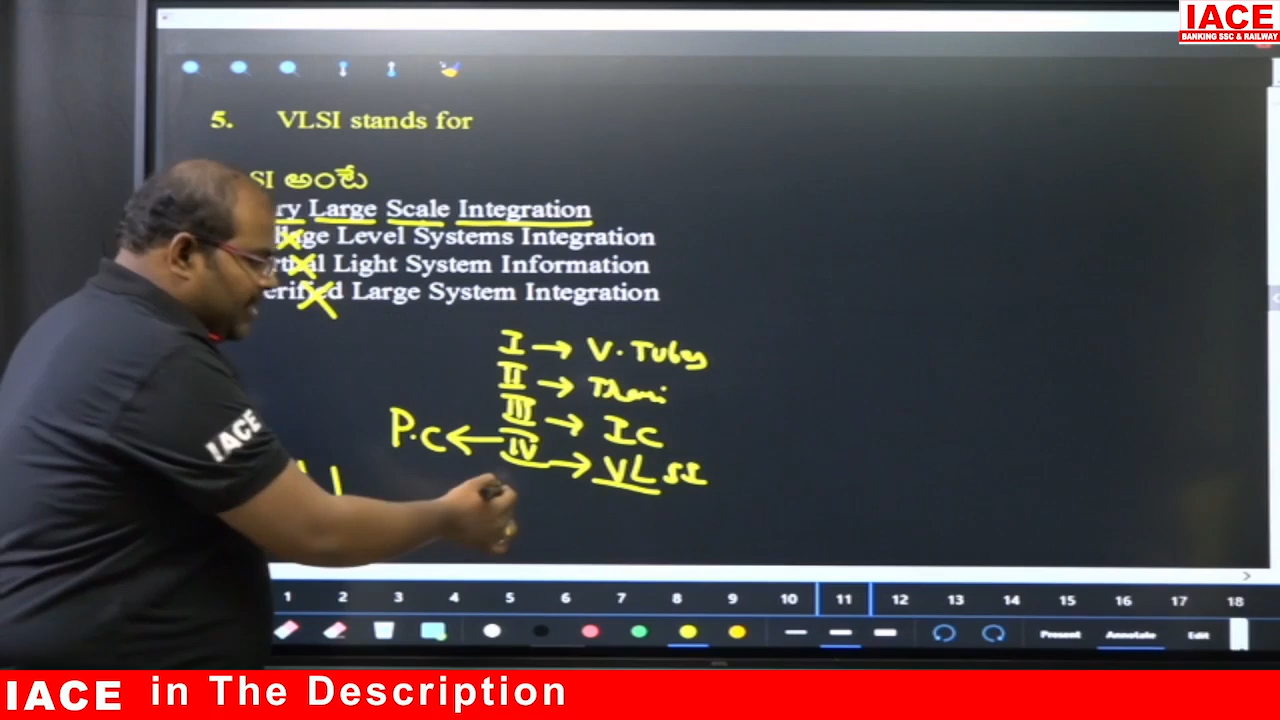 IACE
BANKING SSC & RAILWAY
5. VLSI stands for
SI అంటే
Large Scale Integration
Level Systems Integration
Light System Information
Large System Integration
I → V. Tubes
II →
III → IC
P.C ← IV → VLSI
1 2 3 4 5 6 7 8 9 10 11 12 13 14 15 16 17 18
Present Annotate Edit
IACE
IACE in The Description